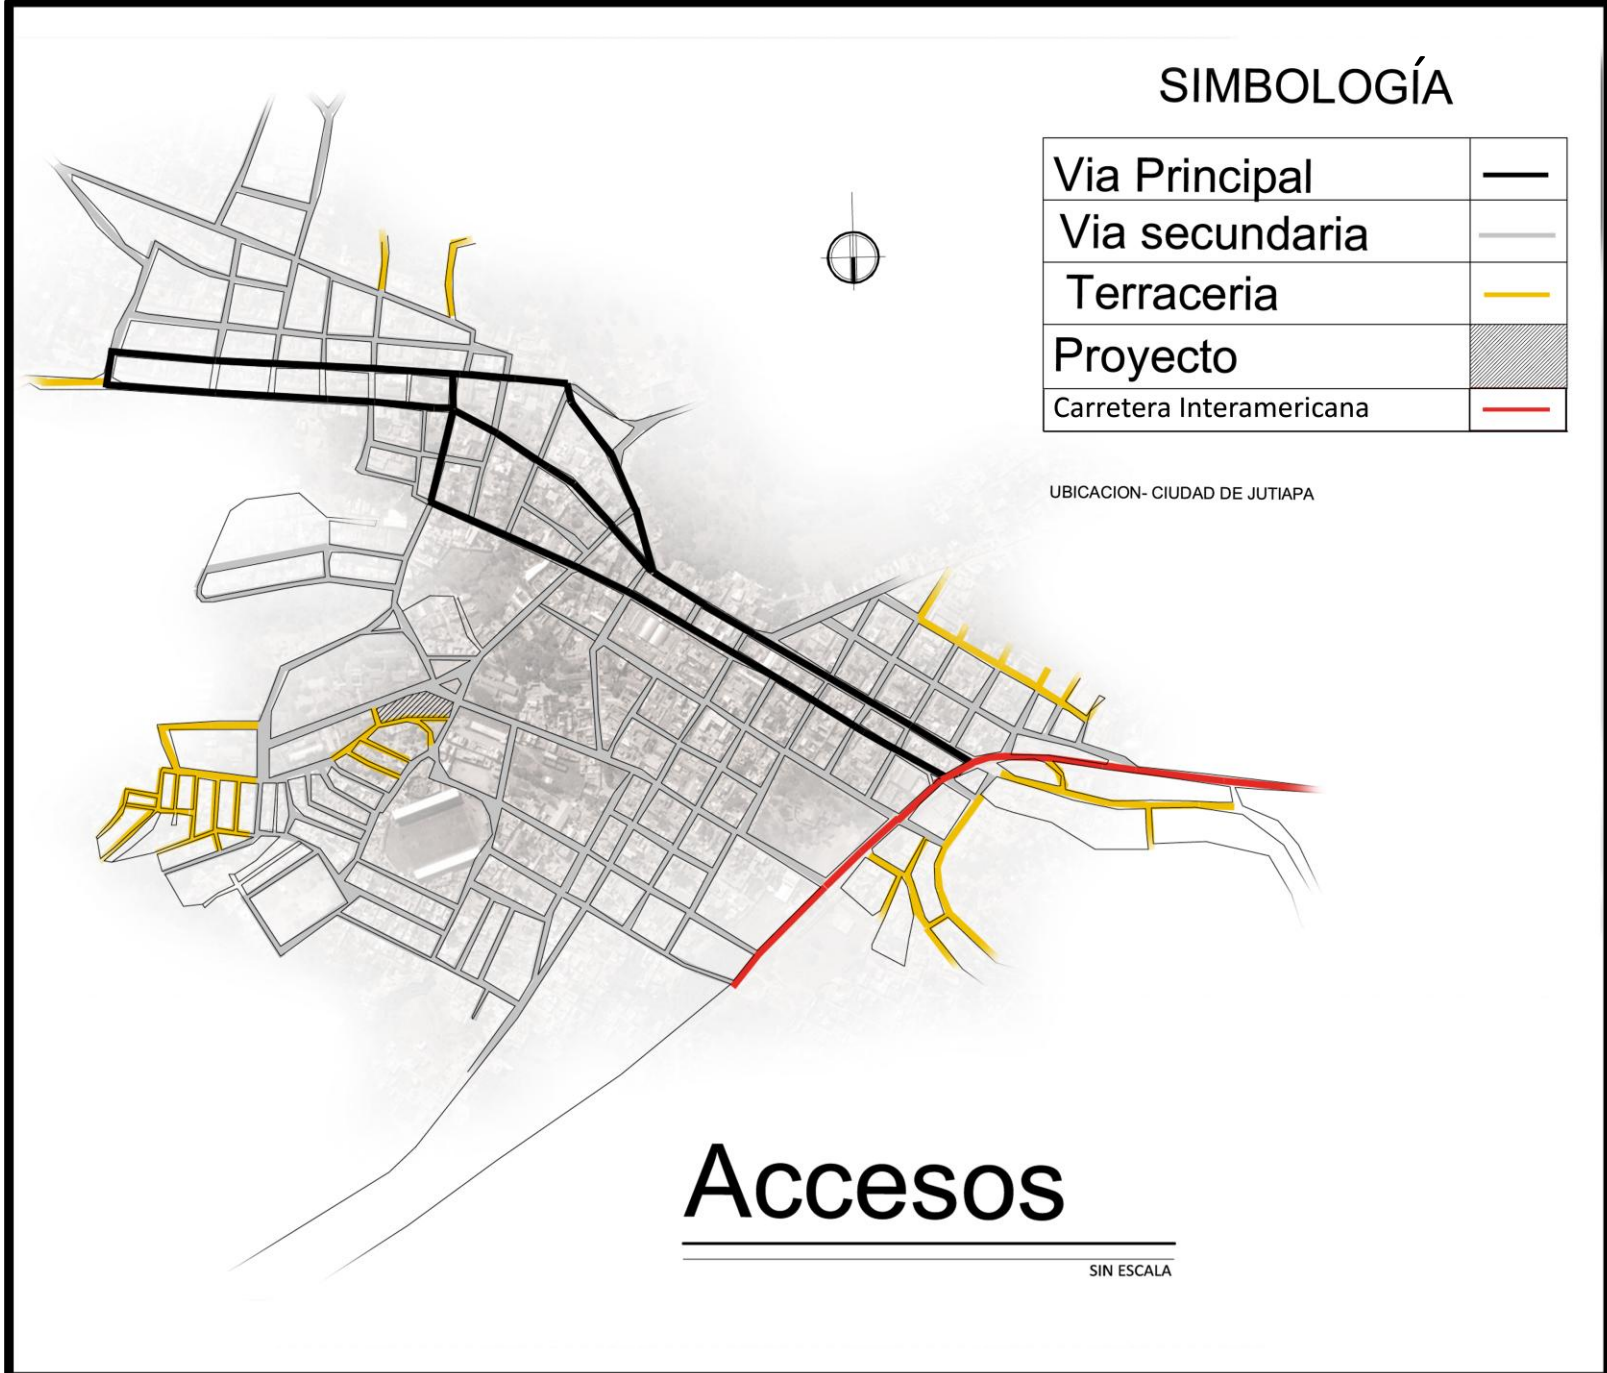 SIMBOLOGÍA
Via Principal
Via secundaria
Terraceria
Proyecto
Carretera Interamericana
UBICACION- CIUDAD DE JUTIAPA
Accesos
SIN ESCALA